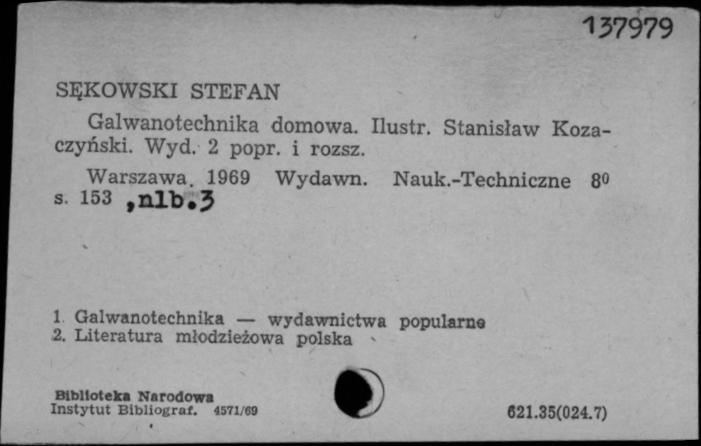 137979
SĘKOWSKI STEFAN
Galwanotechnika domowa. Ilustr. Stanisław Koza-
czyński. Wyd. 2 popr. i rozsz.
Warszawa. 1969 Wydawn. Nauk.-Techniczne 8⁰
s. 153 ,nlb.3
1. Galwanotechnika — wydawnictwa popularne
2. Literatura młodzieżowa polska
Biblioteka Narodowa
Instytut Bibliograf. 4571/69 621.35(024.7)